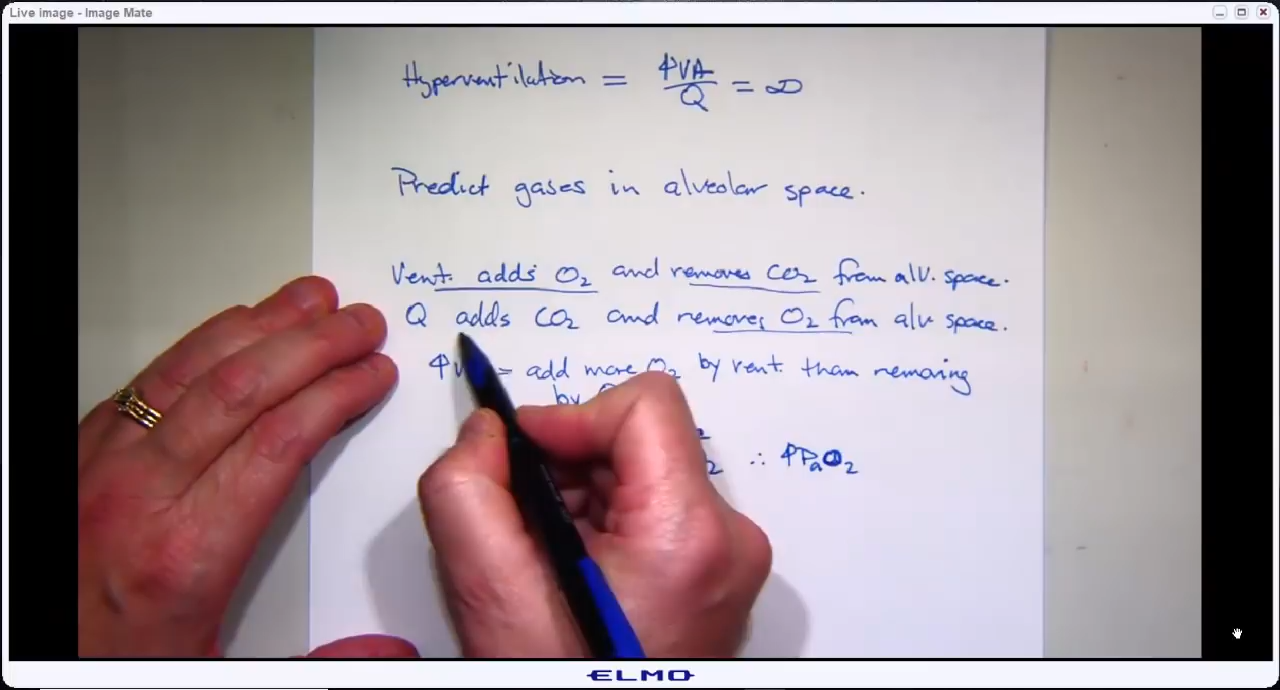 Live image - Image Mate
Hyperventilation = ↑VA/Q = ∞
Predict gases in alveolar space.
Vent. adds O₂ and removes CO₂ from alv. space.
Q adds CO₂ and removes O₂ from alv space.
= add more O₂ by vent. than removing
by
∴ ↑PaO₂
ELMO